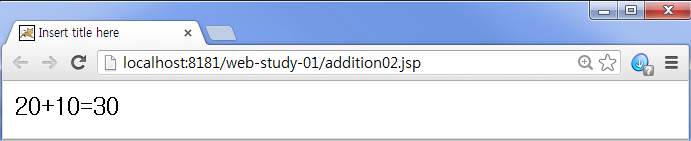 Insert title here
localhost:8181/web-study-01/addition02.jsp
20+10=30